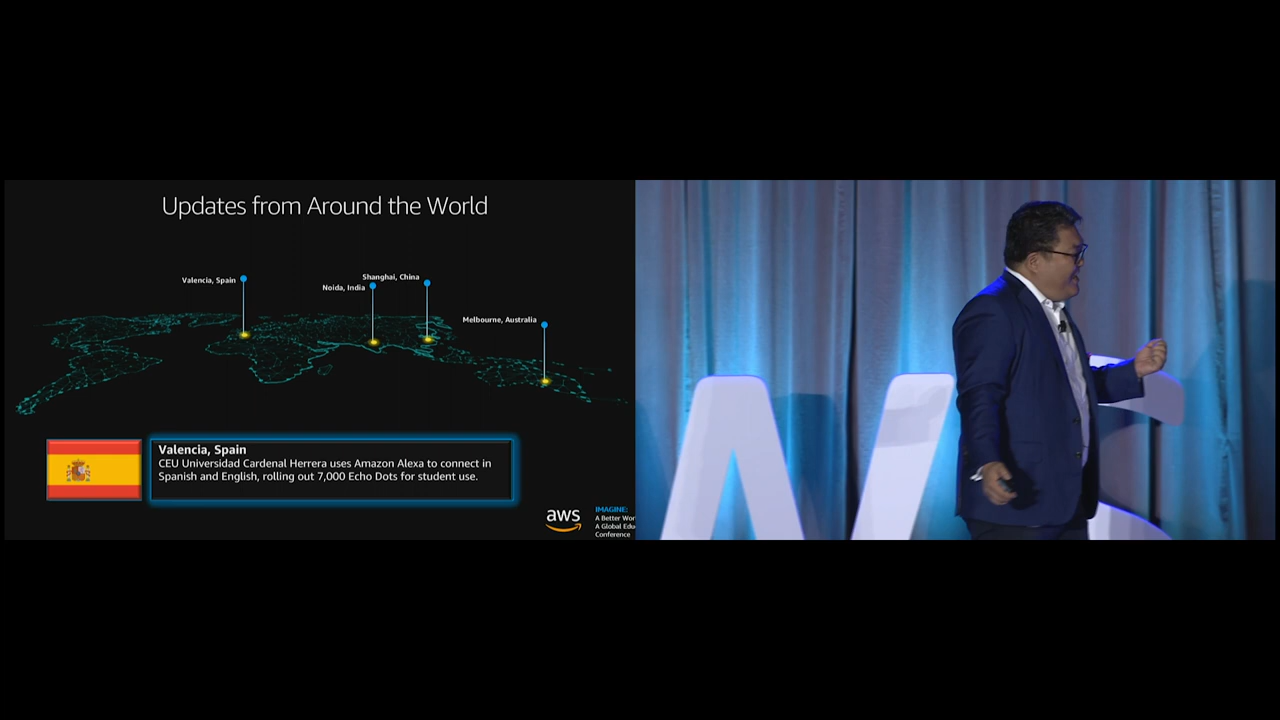 Updates from Around the World
Shanghai, China
Valencia, Spain
Noida, India
Melbourne, Australia
Valencia, Spain
CEU Universidad Cardenal Herrera uses Amazon Alexa to connect in
Spanish and English, rolling out 7,000 Echo Dots for student use.
aws
IMAGINE:
A Better Wor
A Global Edu
Conference